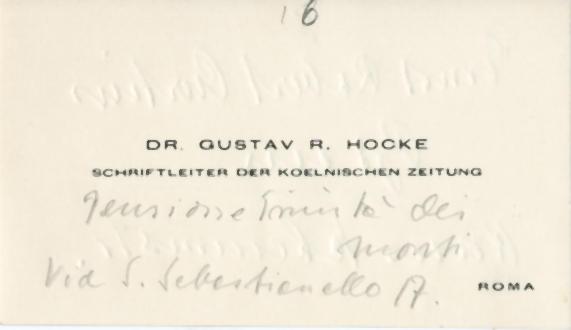 16
DR. GUSTAV R. HOCKE
SCHRIFTLEITER DER KOELNISCHEN ZEITUNG
Pensione Trinità dei
Monti
Via S. Sebastianello 17.
ROMA